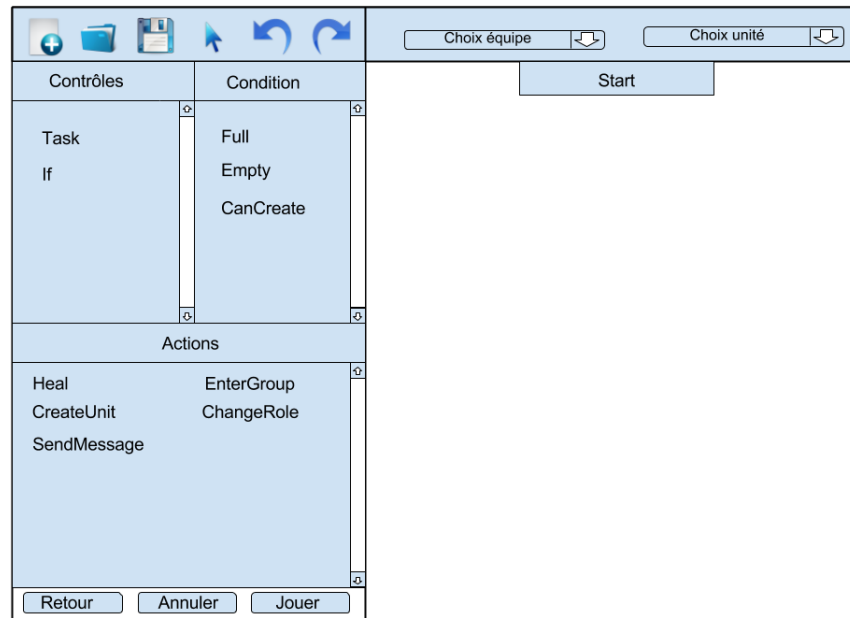 Choix équipe
Choix unité
Contrôles
Condition
Start
Task
If
Full
Empty
CanCreate
Actions
Heal
EnterGroup
CreateUnit
ChangeRole
SendMessage
Retour
Annuler
Jouer